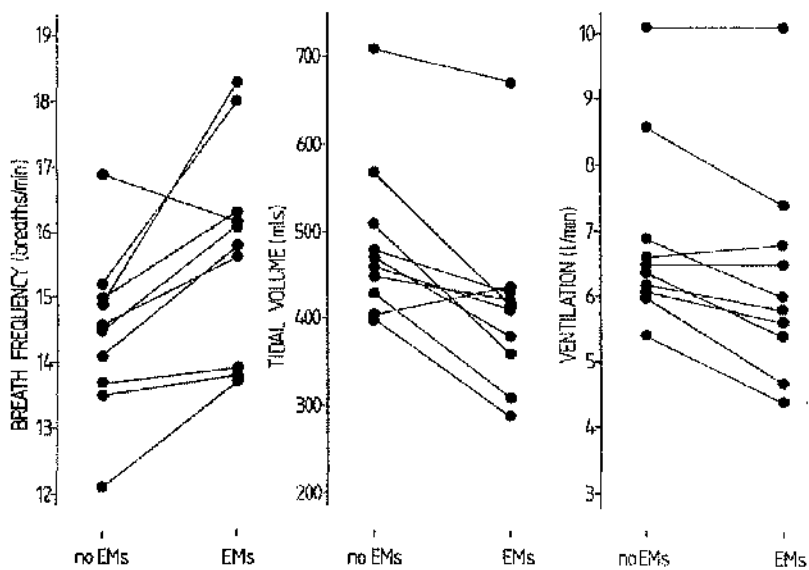 BREATH FREQUENCY (breaths/min)
19
18
17
16
15
14
13
12
no EMs
EMs
TIDAL VOLUME (mls)
700
600
500
400
300
200
no EMs
EMs
VENTILATION (l/min)
10
9
8
7
6
5
4
3
no EMs
EMs